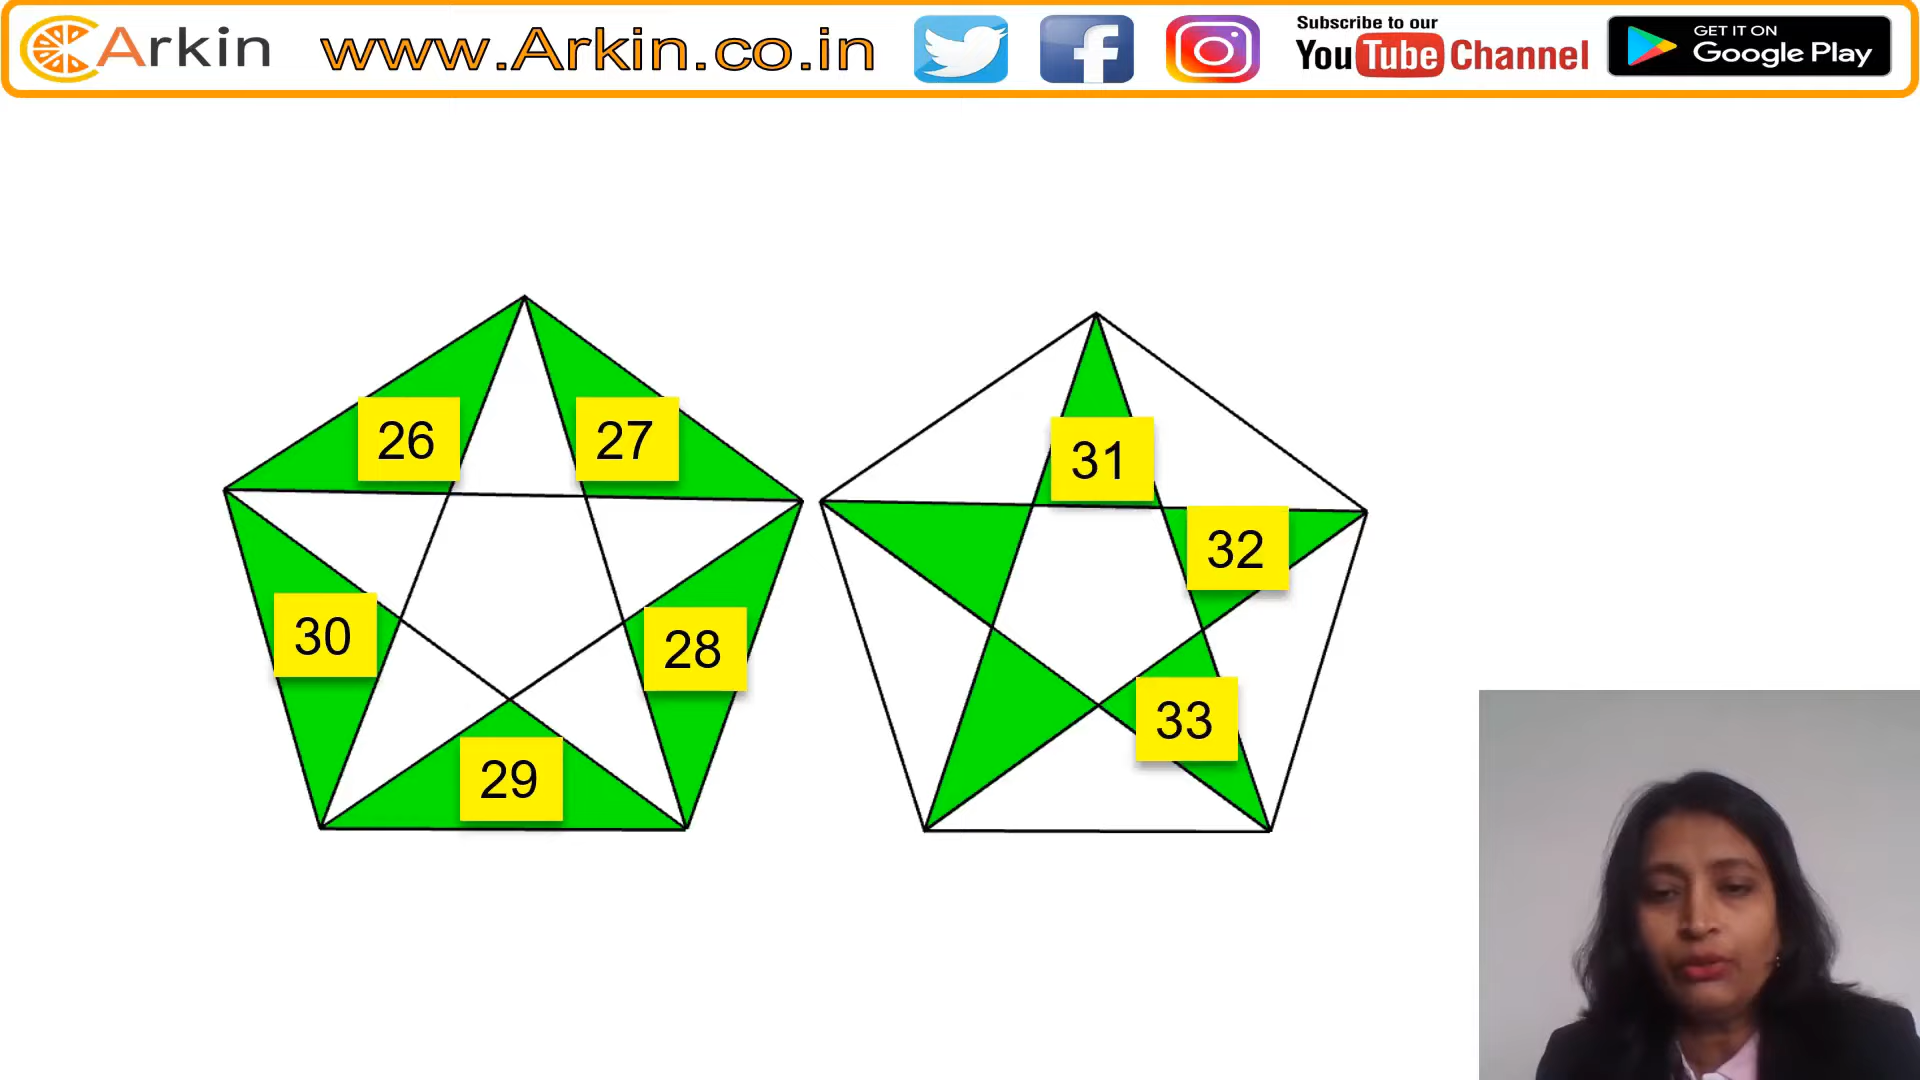 Arkin
www.Arkin.co.in
Subscribe to our
YouTube Channel
GET IT ON
Google Play
26
27
31
32
30
28
33
29